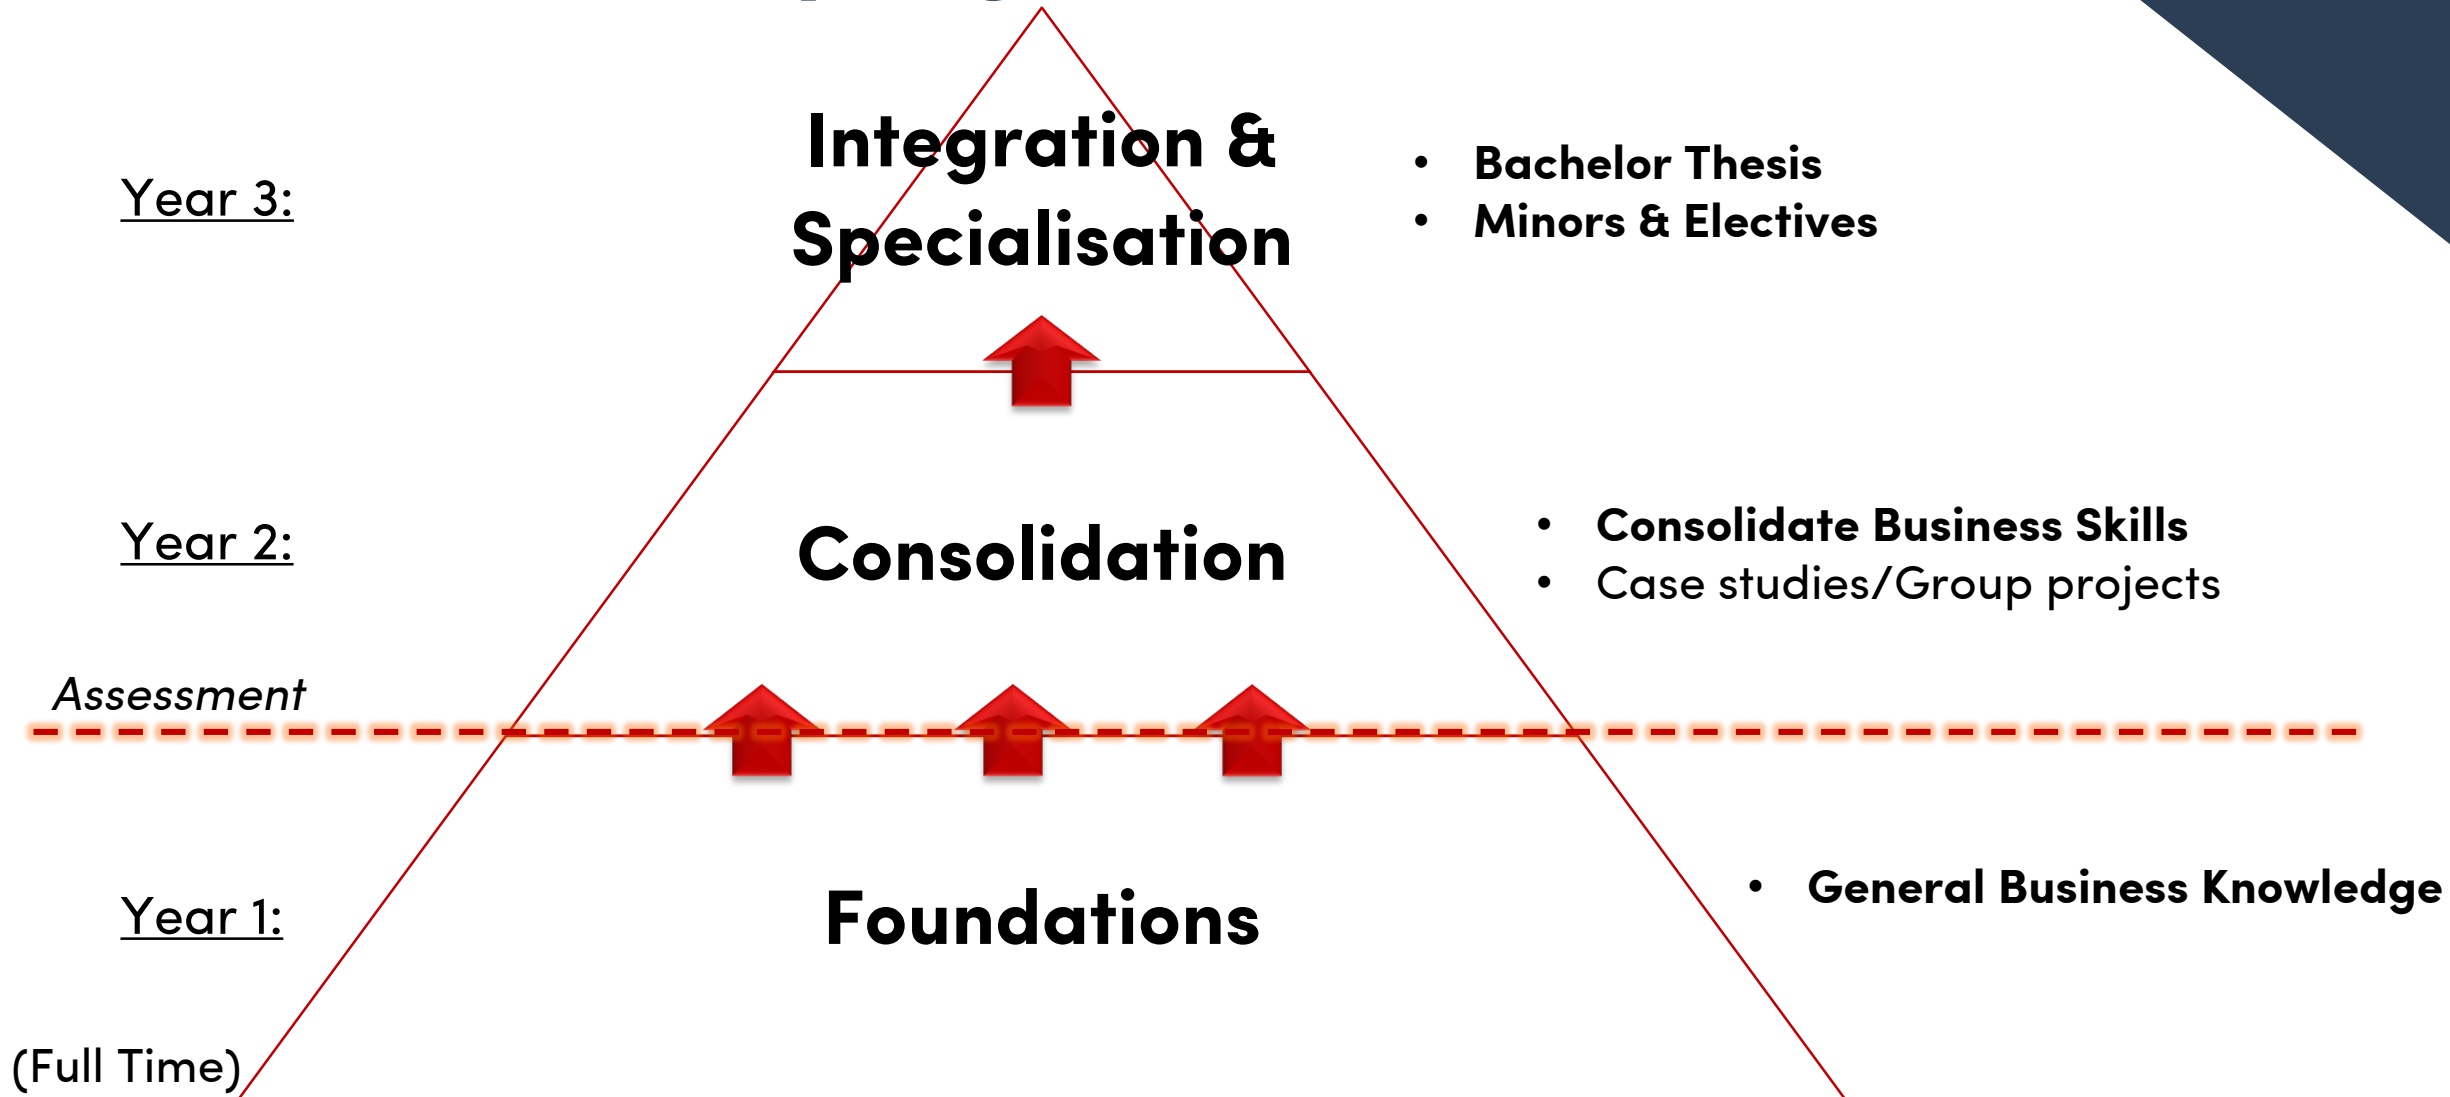 Integration &
Specialisation
Year 3:
• Bachelor Thesis
• Minors & Electives
Year 2:
Consolidation
• Consolidate Business Skills
• Case studies/Group projects
Assessment
Year 1:
Foundations
• General Business Knowledge
(Full Time)